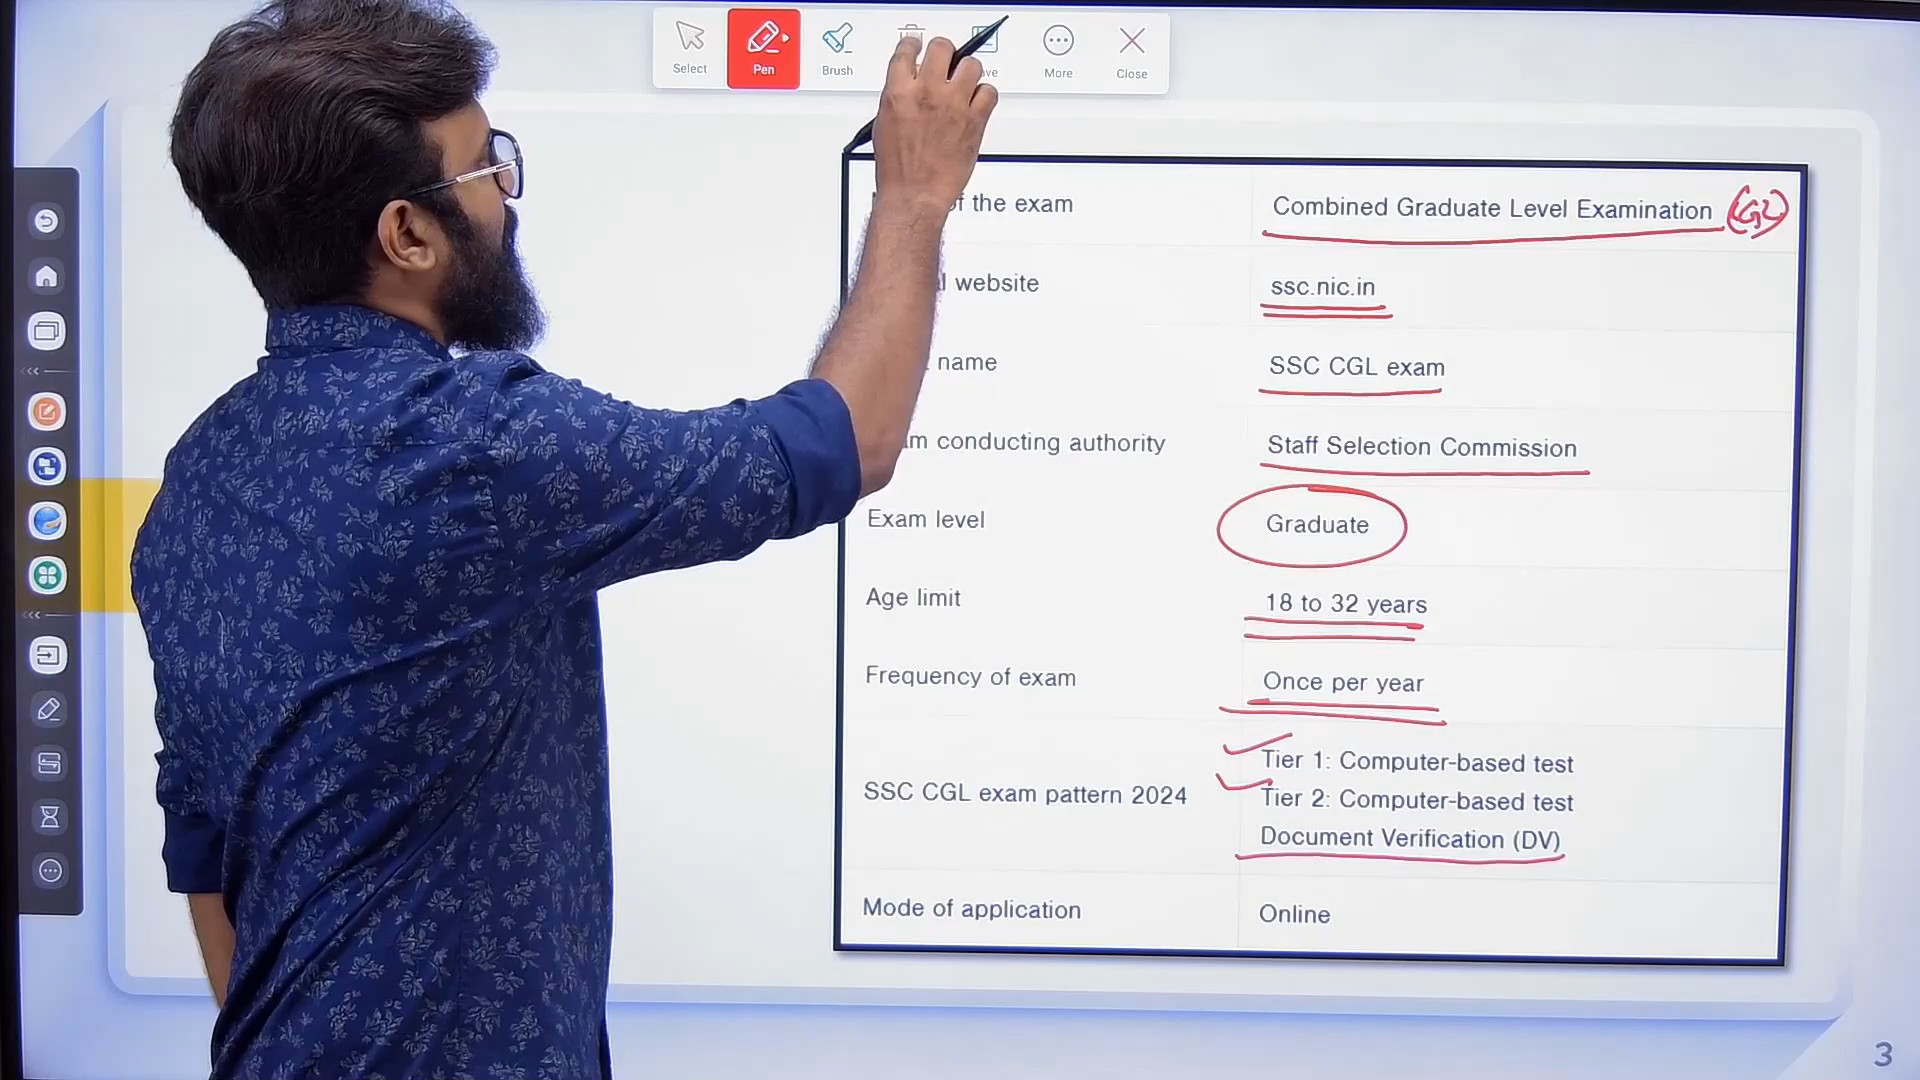 Select
Pen
Brush
More
Close
of the exam
Combined Graduate Level Examination
website
ssc.nic.in
name
SSC CGL exam
conducting authority
Staff Selection Commission
Exam level
Graduate
Age limit
18 to 32 years
Frequency of exam
Once per year
SSC CGL exam pattern 2024
Tier 1: Computer-based test
Tier 2: Computer-based test
Document Verification (DV)
Mode of application
Online
3